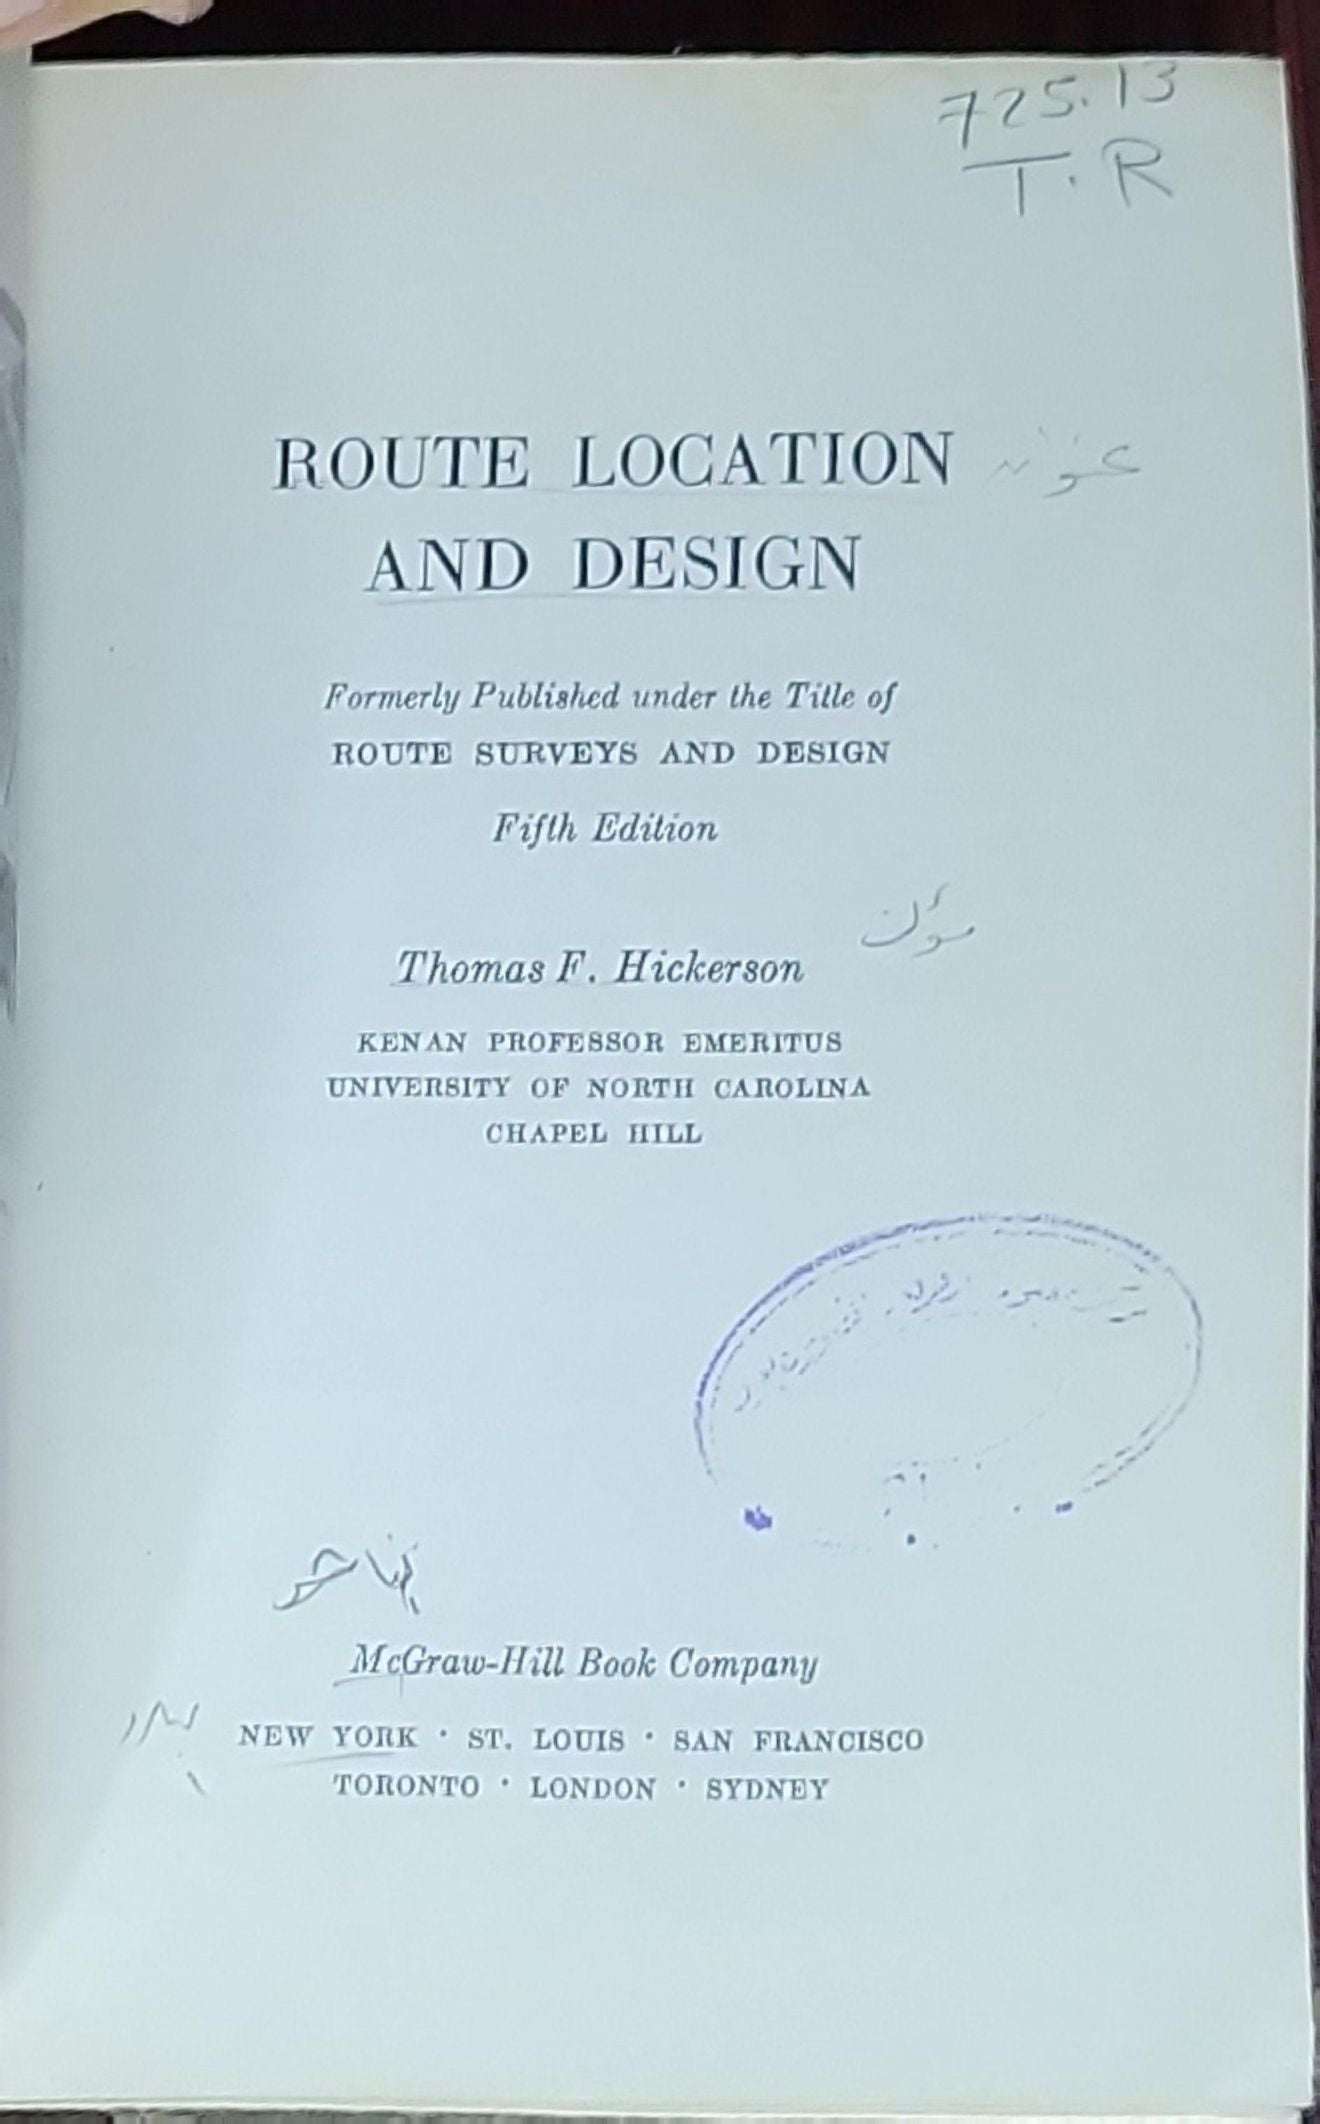 725.13
T.R
ROUTE LOCATION عنوان
AND DESIGN
Formerly Published under the Title of
ROUTE SURVEYS AND DESIGN
Fifth Edition
Thomas F. Hickerson
KENAN PROFESSOR EMERITUS
UNIVERSITY OF NORTH CAROLINA
CHAPEL HILL
McGraw-Hill Book Company
NEW YORK · ST. LOUIS · SAN FRANCISCO
TORONTO · LONDON · SYDNEY